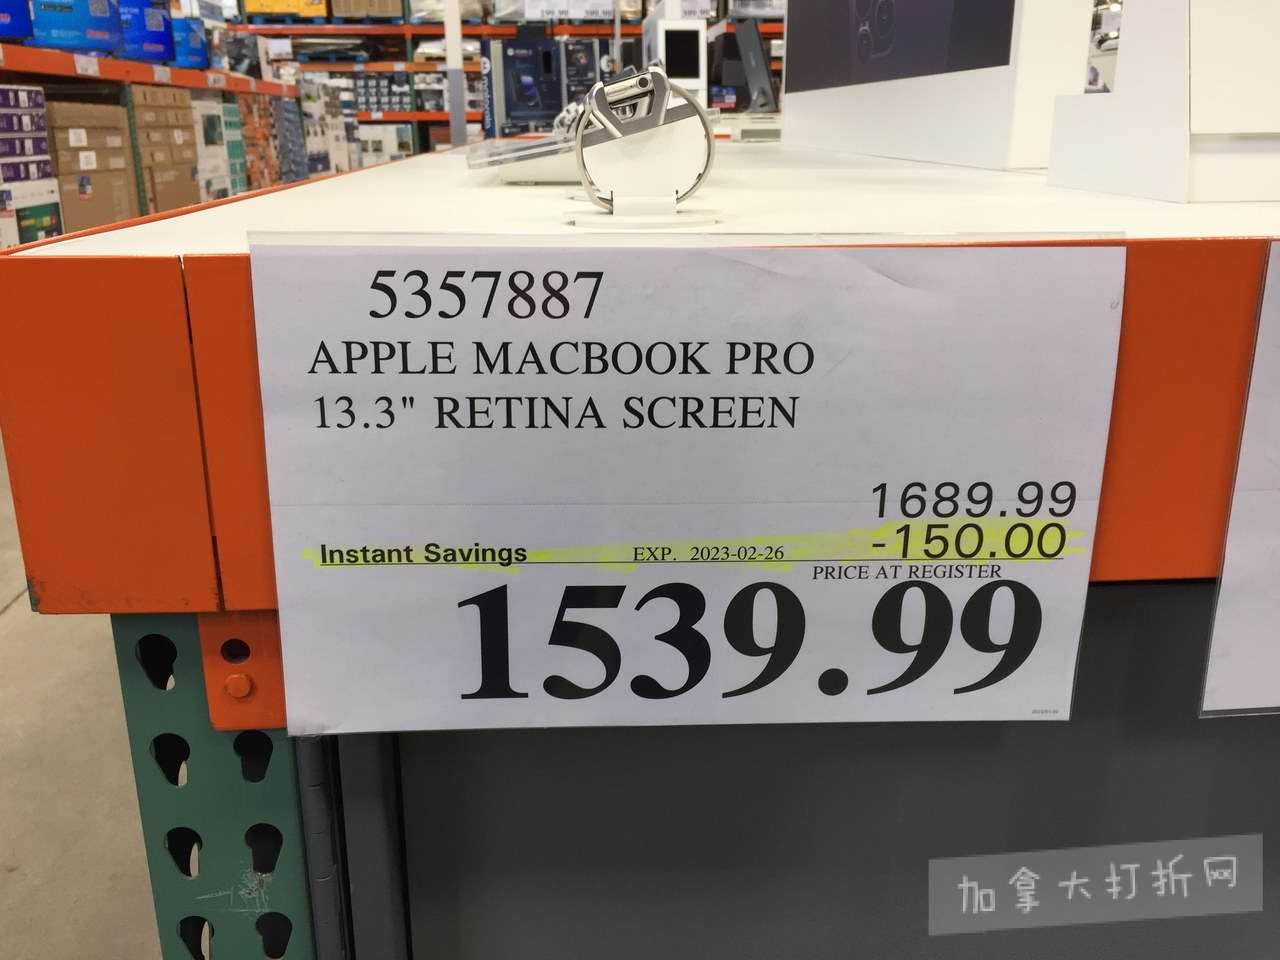 5357887
APPLE MACBOOK PRO
13.3" RETINA SCREEN
1689.99
Instant Savings EXP. 2023-02-26 -150.00
PRICE AT REGISTER
1539.99
加拿大打折网